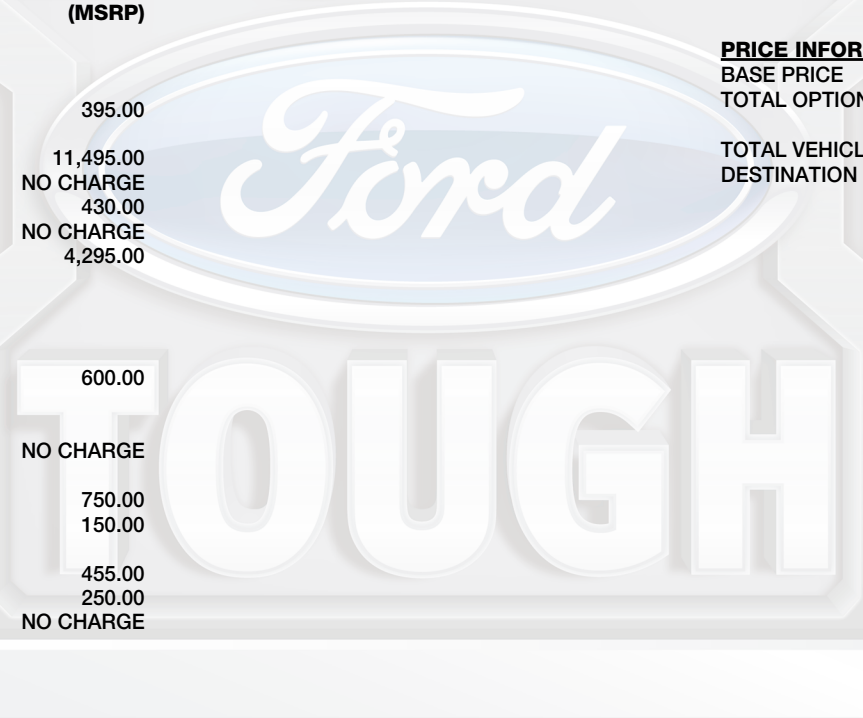 (MSRP)
395.00
11,495.00
NO CHARGE
430.00
NO CHARGE
4,295.00
600.00
NO CHARGE
750.00
150.00
455.00
250.00
NO CHARGE
PRICE INFOR
BASE PRICE
TOTAL OPTION
TOTAL VEHICL
DESTINATION
Ford
TOUGH